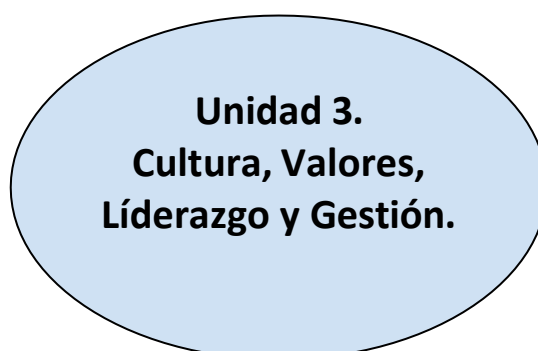 Unidad 3.
Cultura, Valores,
Líderazgo y Gestión.